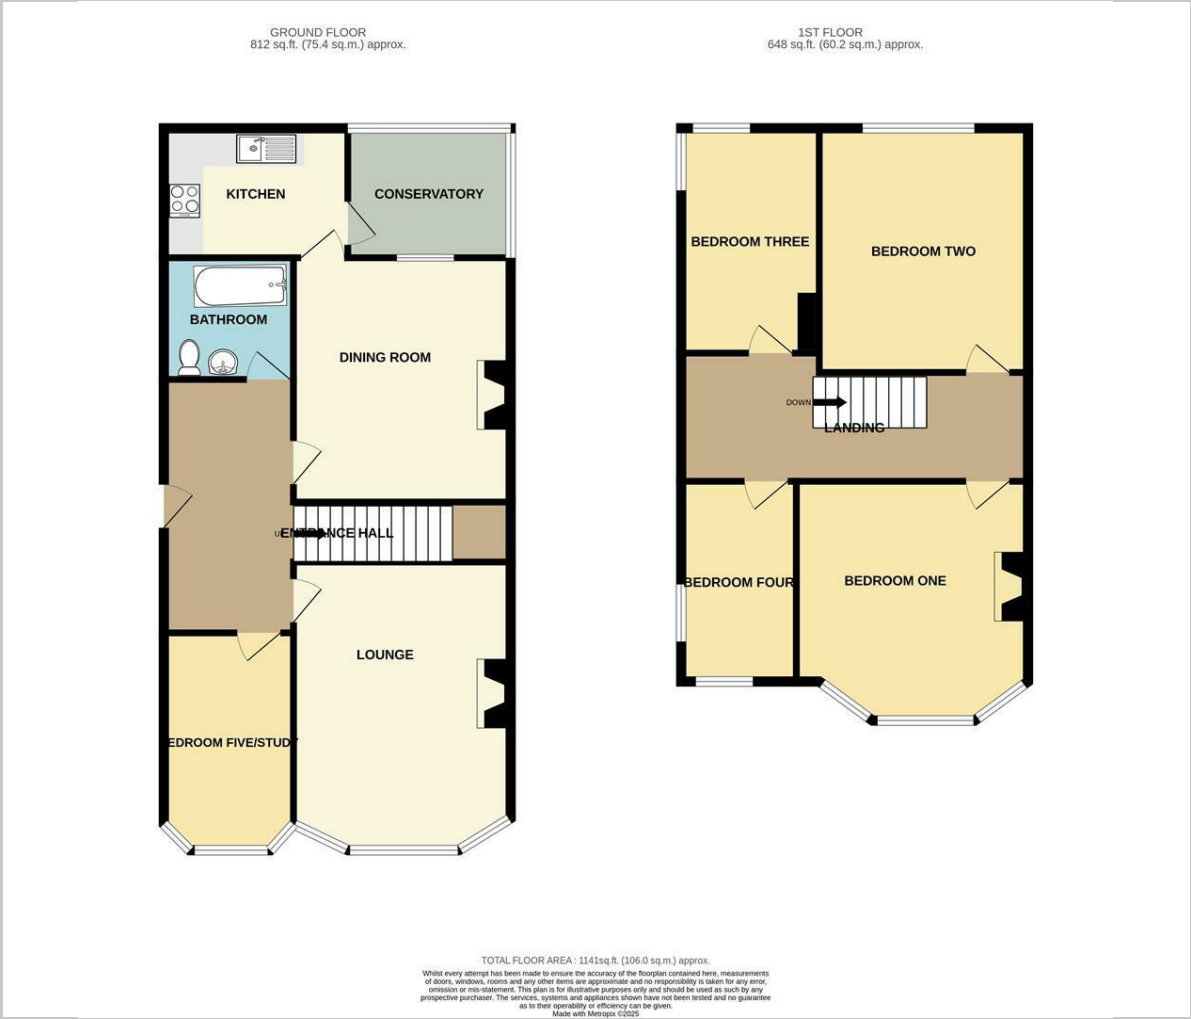 GROUND FLOOR
812 sq.ft. (75.4 sq.m.) approx.
1ST FLOOR
648 sq.ft. (60.2 sq.m.) approx.
KITCHEN
CONSERVATORY
BATHROOM
DINING ROOM
UP
ENTRANCE HALL
LOUNGE
EDROOM FIVE/STUDY
BEDROOM THREE
BEDROOM TWO
DOWN
LANDING
BEDROOM FOUR
BEDROOM ONE
TOTAL FLOOR AREA : 1141sq.ft. (106.0 sq.m.) approx.
Whilst every attempt has been made to ensure the accuracy of the floorplan contained here, measurements
of doors, windows, rooms and any other items are approximate and no responsibility is taken for any error,
omission or mis-statement. This plan is for illustrative purposes only and should be used as such by any
prospective purchaser. The services, systems and appliances shown have not been tested and no guarantee
as to their operability or efficiency can be given.
Made with Metropix ©2025